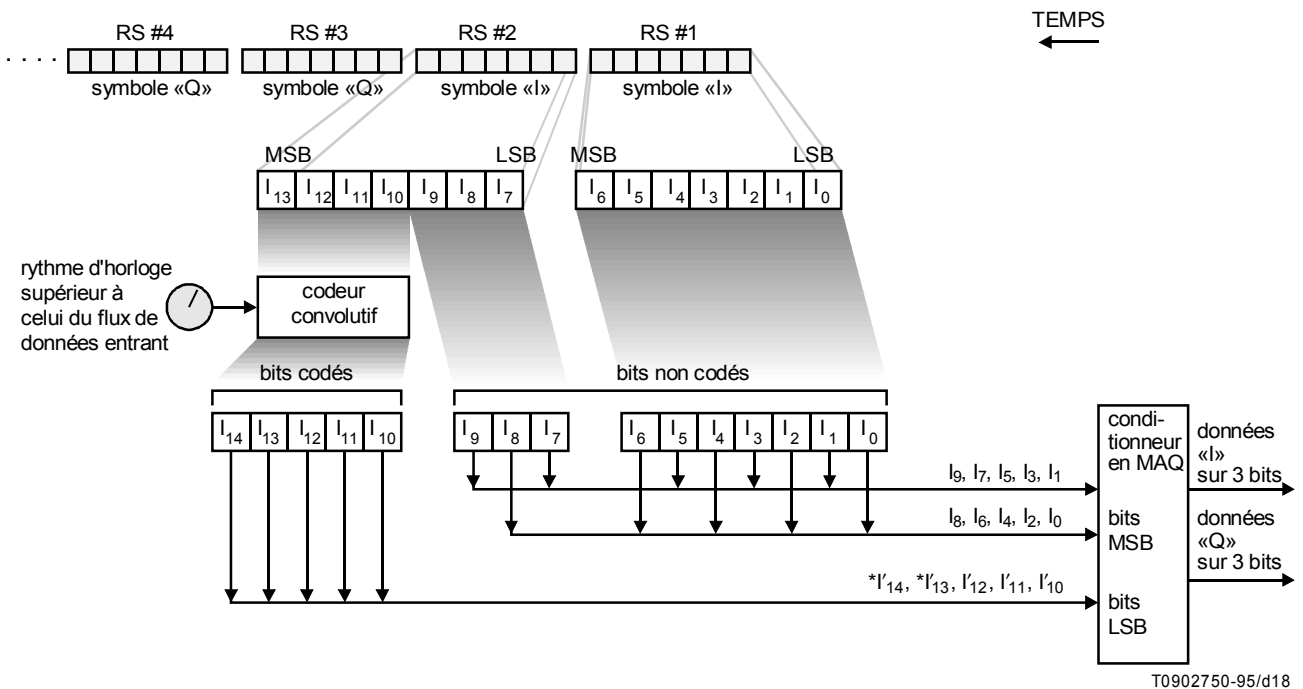 TEMPS
RS #4 RS #3 RS #2 RS #1
. . . .
symbole «Q» symbole «Q» symbole «I» symbole «I»
MSB LSB MSB LSB
I13 I12 I11 I10 I9 I8 I7 I6 I5 I4 I3 I2 I1 I0
rythme d'horloge
supérieur à
celui du flux de
données entrant
codeur
convolutif
bits codés bits non codés
I14 I13 I12 I11 I10 I9 I8 I7 I6 I5 I4 I3 I2 I1 I0
condi-
tionneur
en MAQ
bits
MSB
bits
LSB
données
«I»
sur 3 bits
données
«Q»
sur 3 bits
I9, I7, I5, I3, I1
I8, I6, I4, I2, I0
*I′14, *I′13, I′12, I′11, I′10
T0902750-95/d18